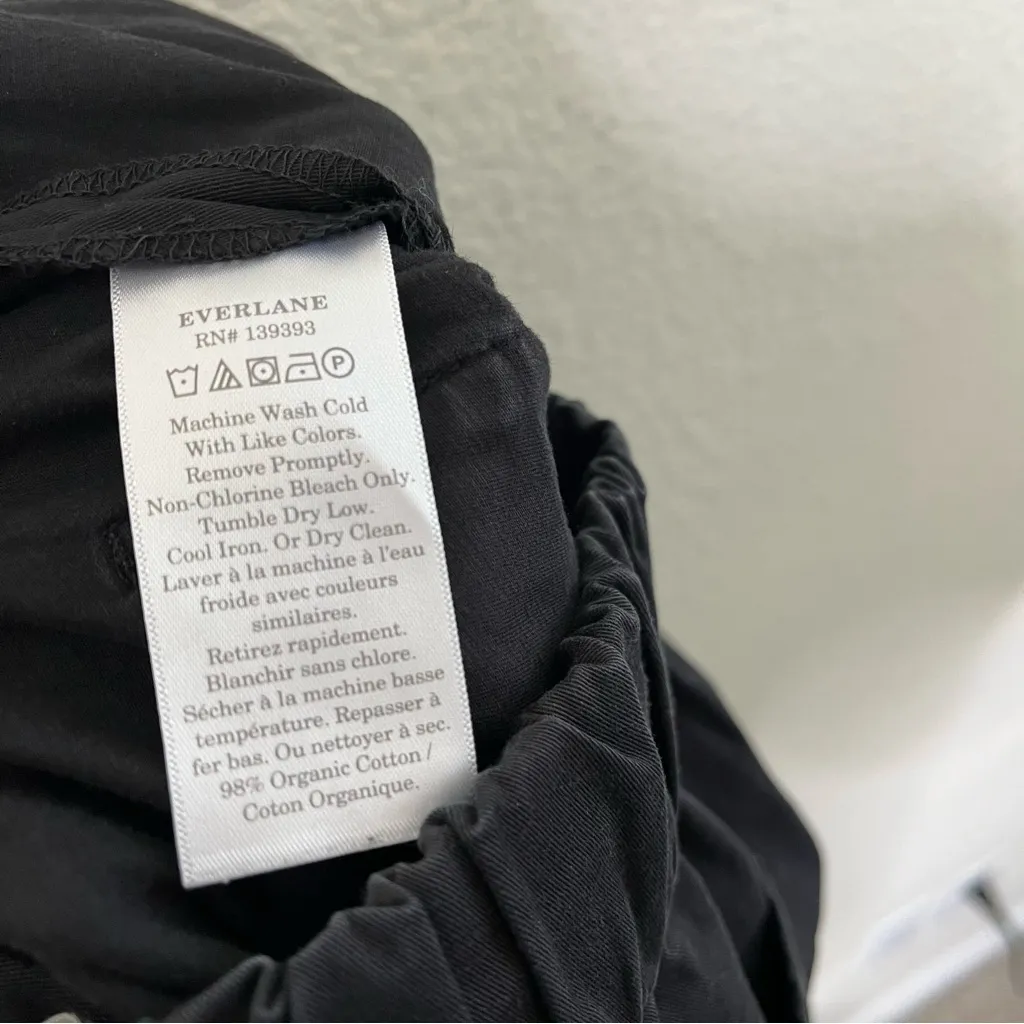 EVERLANE
RN# 139393
P
Machine Wash Cold
With Like Colors.
Remove Promptly.
Non-Chlorine Bleach Only.
Tumble Dry Low.
Cool Iron. Or Dry Clean.
Laver à la machine à l'eau
froide avec couleurs
similaires.
Retirez rapidement.
Blanchir sans chlore.
Sécher à la machine basse
température. Repasser à
fer bas. Ou nettoyer à sec.
98% Organic Cotton /
Coton Organique.